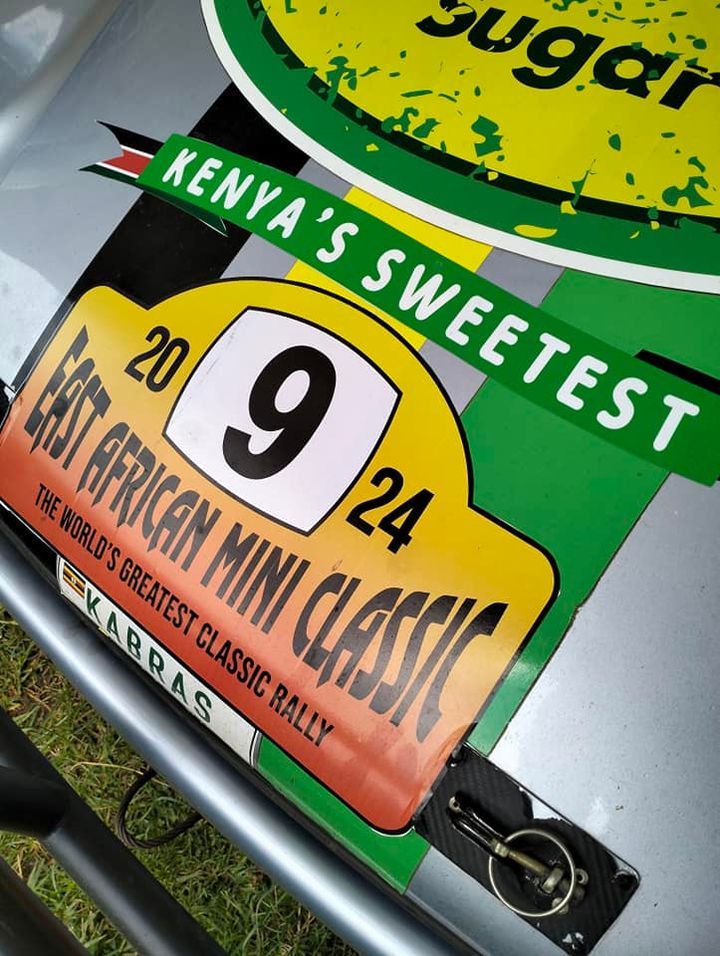 sugar
KENYA'S SWEETEST
20 9 24
EAST AFRICAN MINI CLASSIC
THE WORLD'S GREATEST CLASSIC RALLY
KABRAS